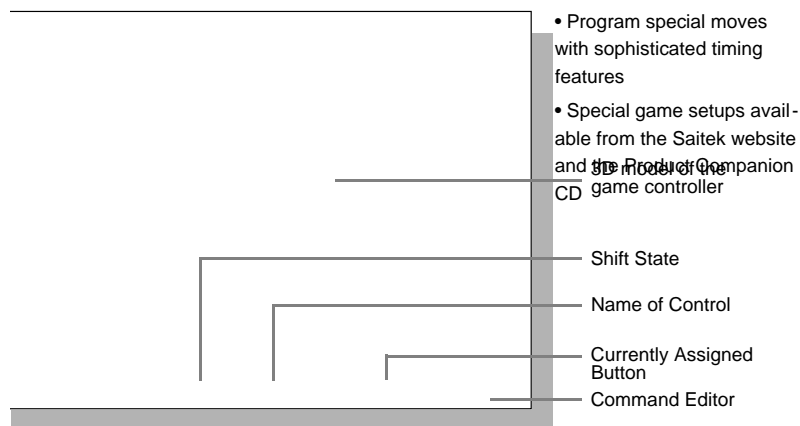 • Program special moves
with sophisticated timing
features
• Special game setups avail-
able from the Saitek website
and the Product Companion
CD
3D model of the
game controller
Shift State
Name of Control
Currently Assigned
Button
Command Editor